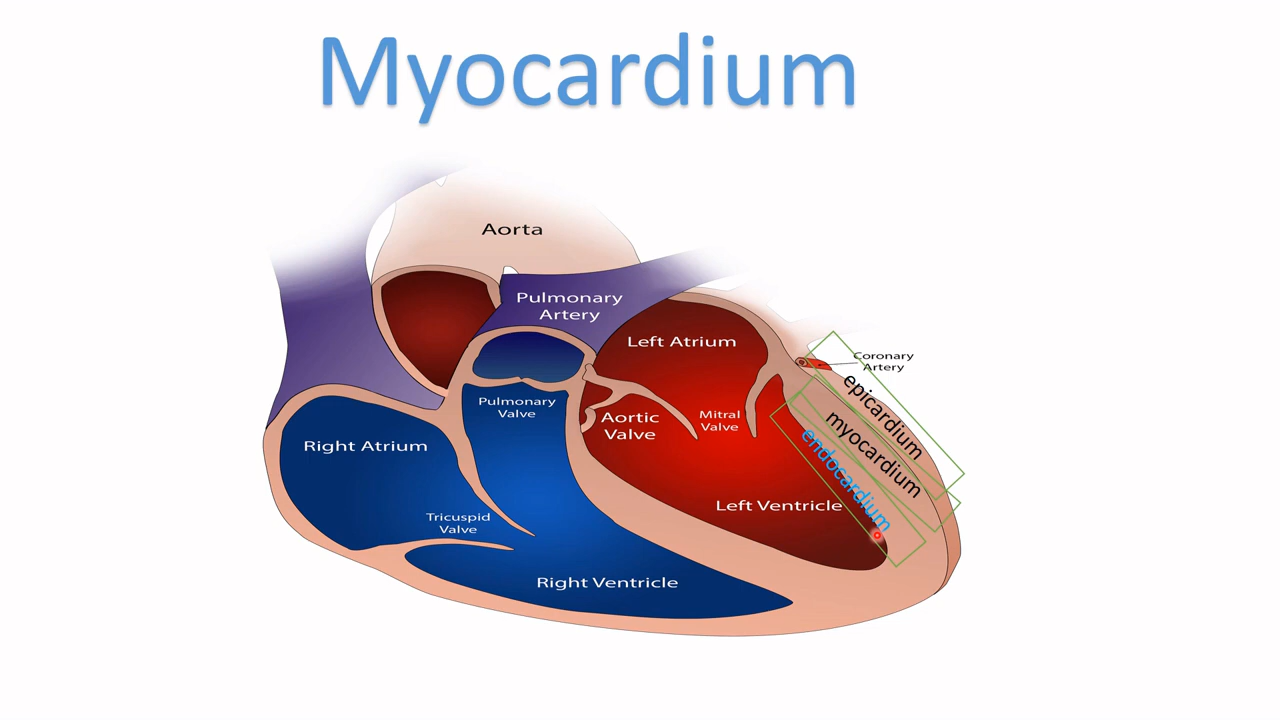 Myocardium
Aorta
Pulmonary
Artery
Left Atrium
Coronary
Artery
epicardium
Pulmonary
Valve
Aortic
Valve
Mitral
Valve
myocardium
Right Atrium
endocardium
Left Ventricle
Tricuspid
Valve
Right Ventricle